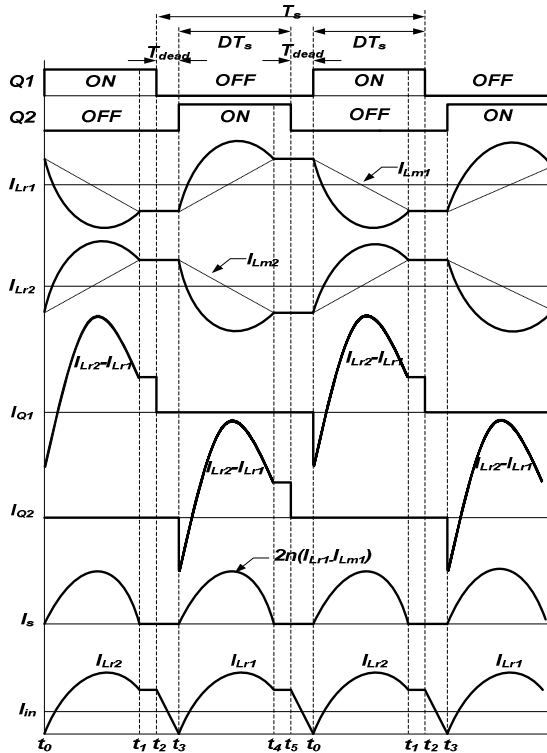 Ts
DTs DTs
Tdead Tdead
Q1 ON OFF ON OFF
Q2 OFF ON OFF ON
ILm1
ILr1
ILm2
ILr2
ILr2-ILr1 ILr2-ILr1
IQ1
ILr2-ILr1 ILr2-ILr1
IQ2
2n(ILr1-ILm1)
Is
ILr2 ILr1 ILr2 ILr1
Iin
t0 t1 t2 t3 t4 t5 t0 t1 t2 t3